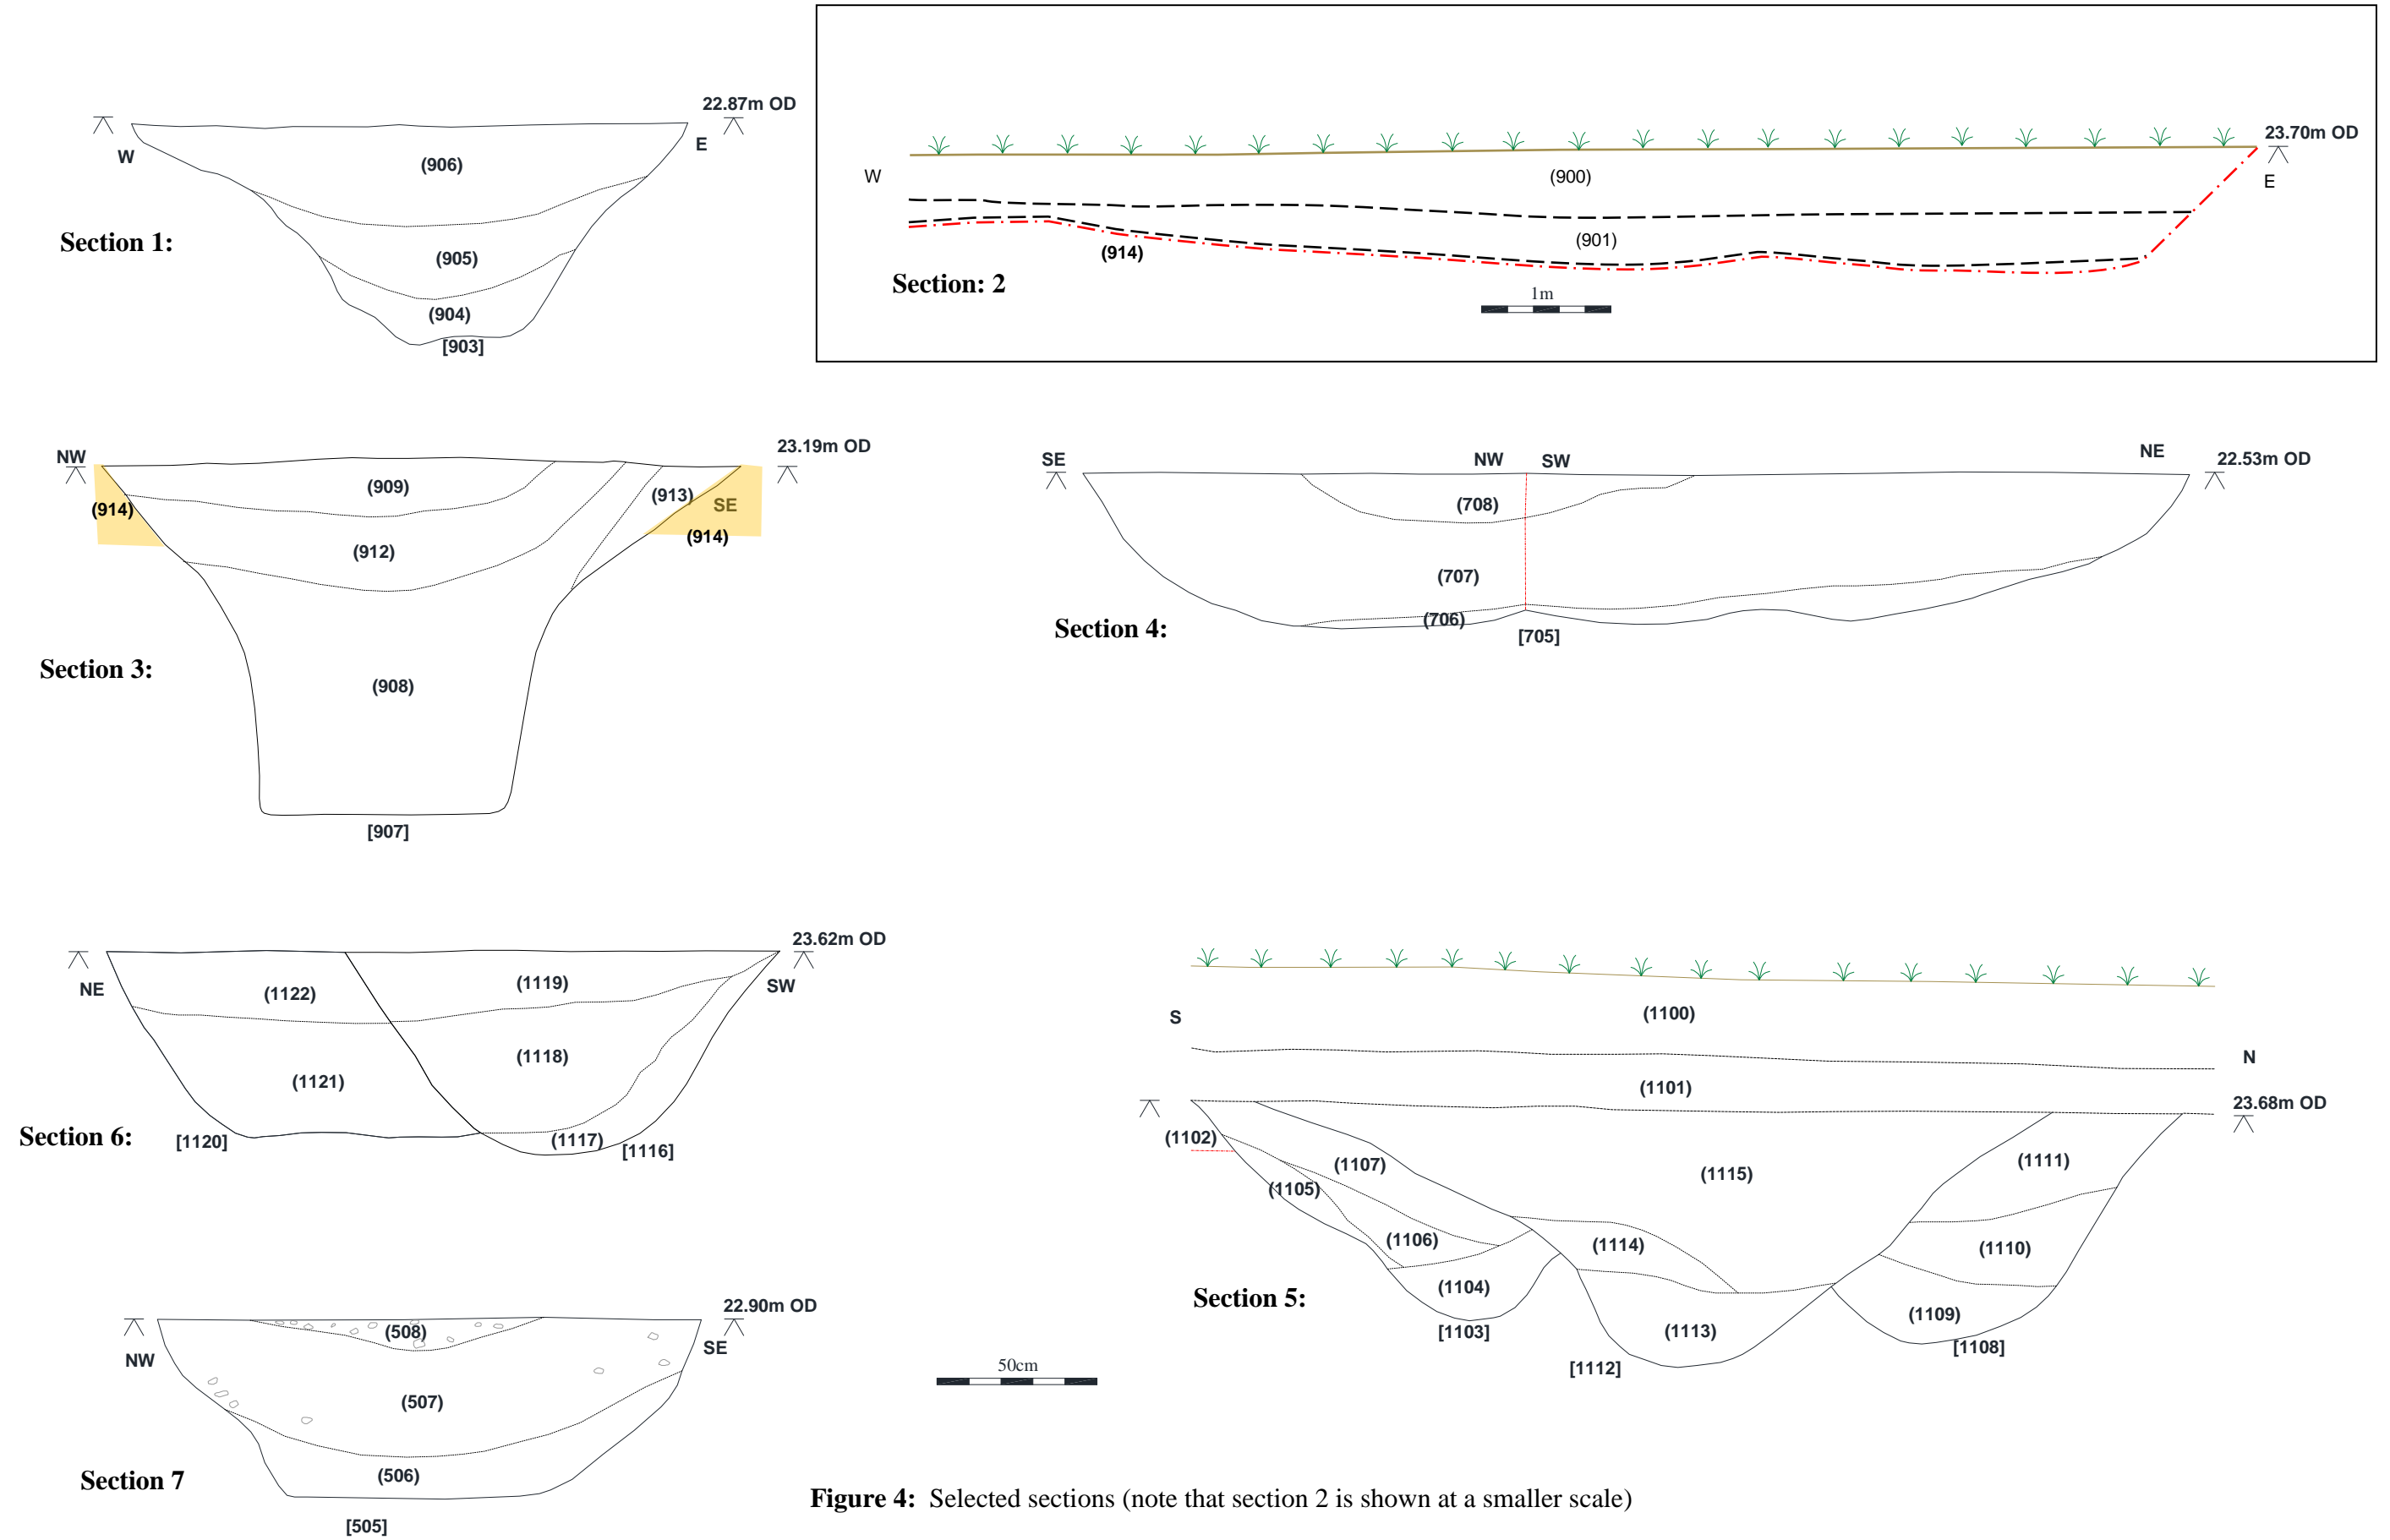 22.87m OD
W
E
(906)
Section 1:
(905)
(904)
[903]
23.70m OD
W
(900)
E
(901)
(914)
Section: 2
1m
NW
23.19m OD
(909)
(913)
(914)
SE
(914)
(912)
Section 3:
(908)
[907]
SE
NW
SW
NE
22.53m OD
(708)
(707)
(706)
Section 4:
[705]
23.62m OD
NE
SW
(1122)
(1119)
(1118)
(1121)
Section 6:
[1120]
(1117)
[1116]
(1100)
S
N
(1101)
23.68m OD
(1102)
(1107)
(1115)
(1111)
(1105)
(1106)
(1114)
(1110)
(1104)
Section 5:
(1109)
[1103]
(1113)
[1108]
[1112]
22.90m OD
(508)
NW
SE
(507)
Section 7
(506)
[505]
50cm
Figure 4: Selected sections (note that section 2 is shown at a smaller scale)